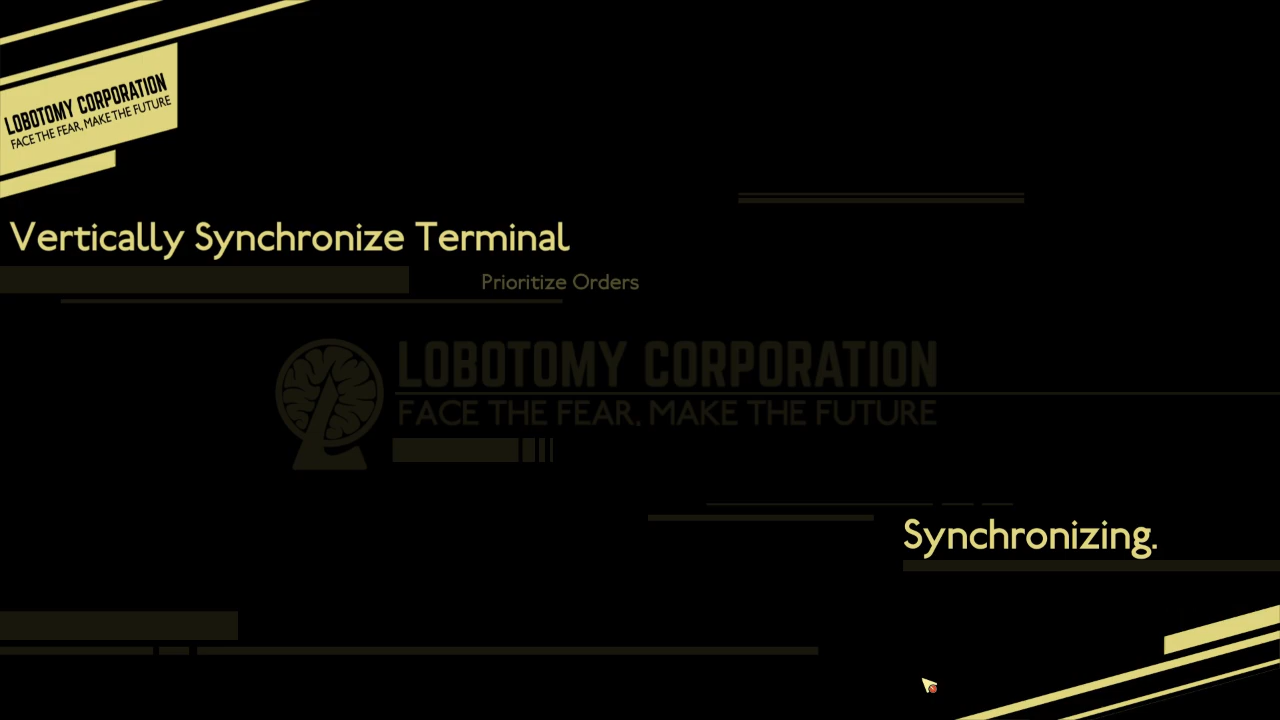 LOBOTOMY CORPORATION
FACE THE FEAR, MAKE THE FUTURE
Vertically Synchronize Terminal
Prioritize Orders
LOBOTOMY CORPORATION
FACE THE FEAR, MAKE THE FUTURE
Synchronizing.